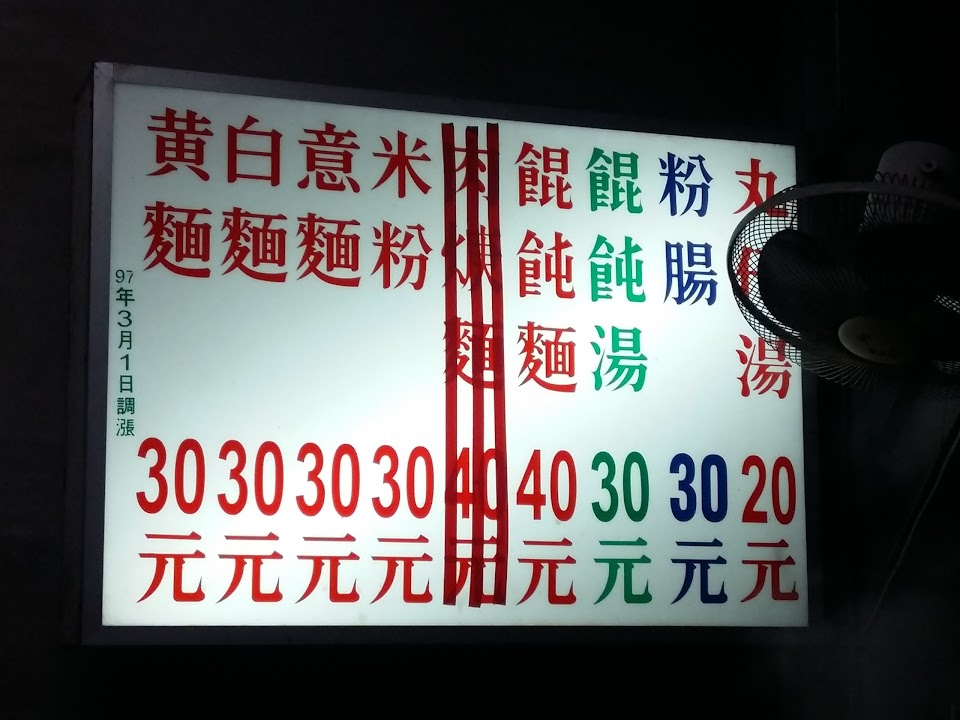 丸湯 20元
粉腸 30元
餛飩湯 30元
餛飩麵 40元
肉焿麵 40元
米粉 30元
意麵 30元
白麵 30元
黄麵 30元
97年3月1日調漲